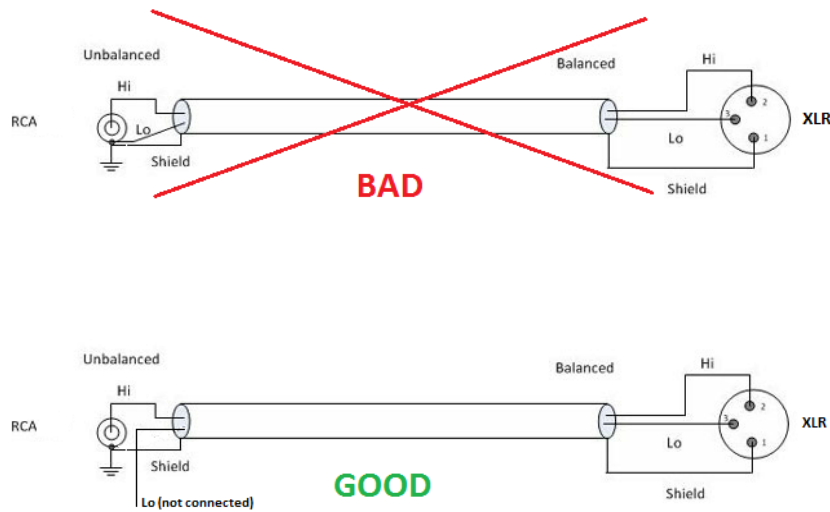 Unbalanced
Balanced
Hi
Hi
2
RCA
3
XLR
Lo
1
Lo
Shield
Shield
BAD
Unbalanced
Balanced
Hi
Hi
2
RCA
3
XLR
Lo
1
Shield
Shield
GOOD
Lo (not connected)